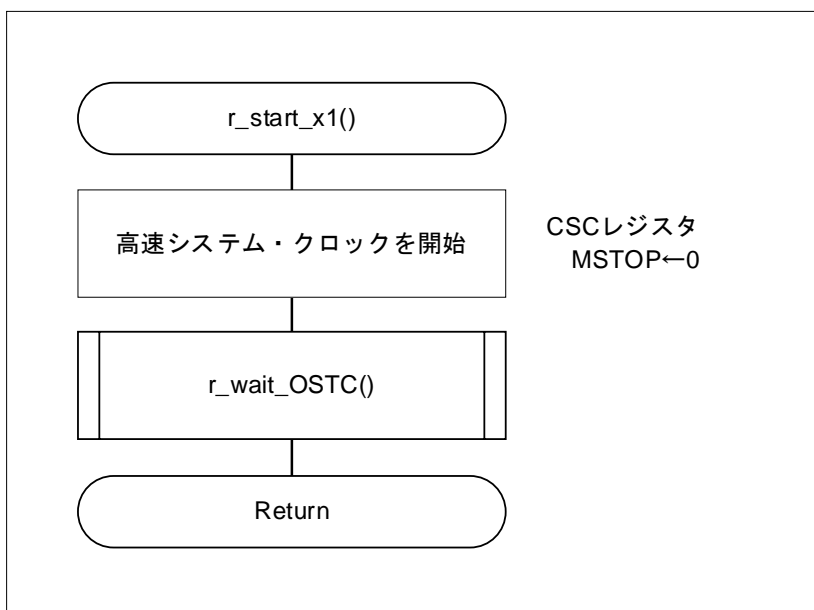 r_start_x1()
高速システム・クロックを開始
CSCレジスタ
MSTOP←0
r_wait_OSTC()
Return